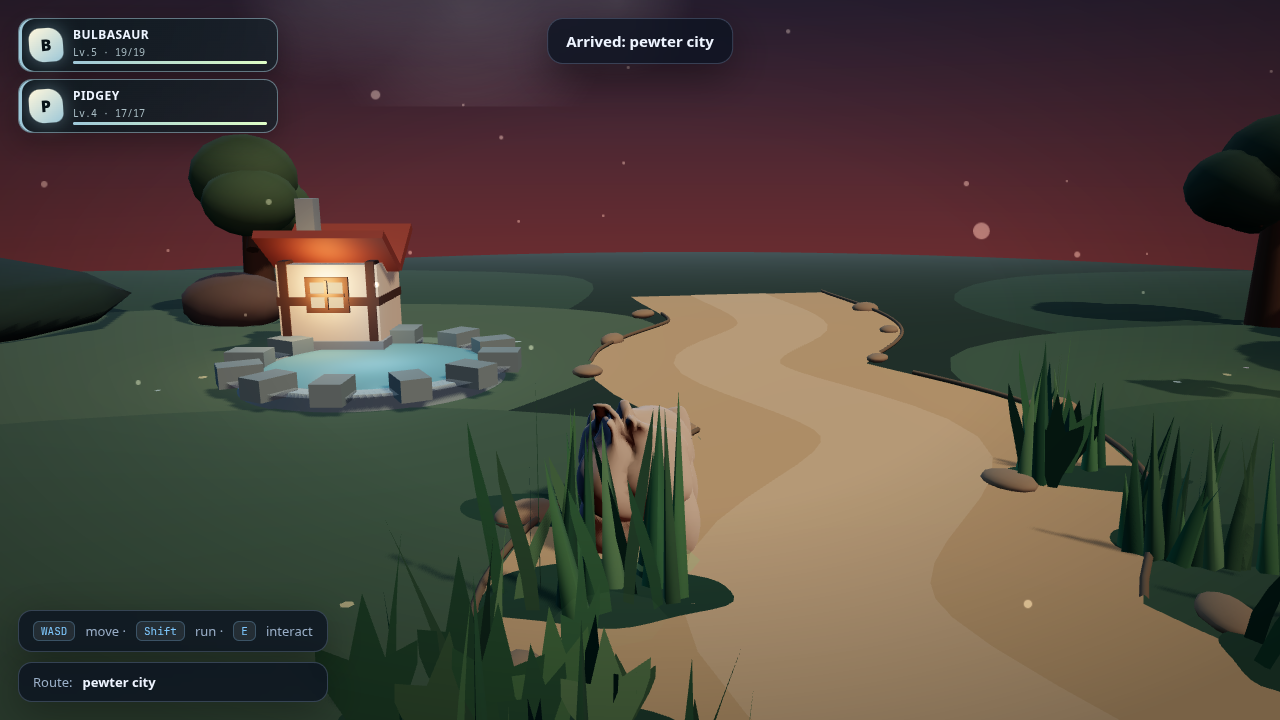 B
BULBASAUR
Lv.5 · 19/19
P
PIDGEY
Lv.4 · 17/17
Arrived: pewter city
WASD move · Shift run · E interact
Route: pewter city